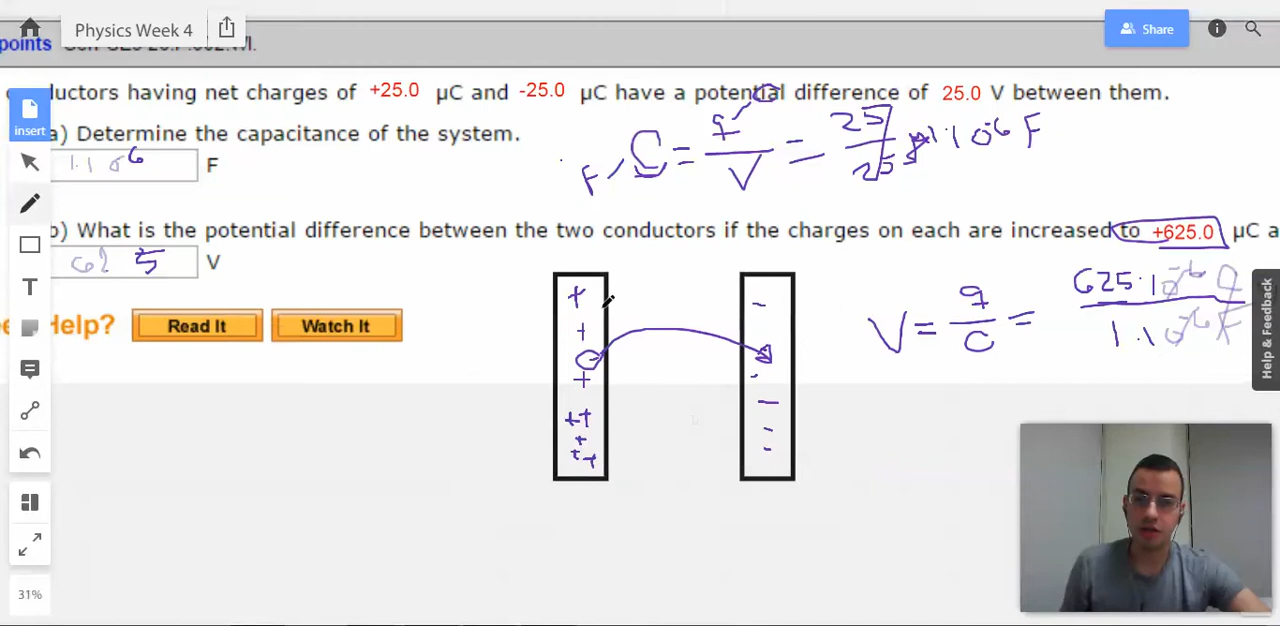 Physics Week 4
Share
points
conductors having net charges of +25.0 µC and -25.0 µC have a potential difference of 25.0 V between them.
insert
a) Determine the capacitance of the system.
F C = q/V = 25/25 1·10⁻⁶ F
1·10⁶ F
b) What is the potential difference between the two conductors if the charges on each are increased to +625.0 µC a
625 V
V = q/C = 625·10⁻⁶ / 1·10⁻⁶ F
Help? Read It Watch It
Help & Feedback
T
31%